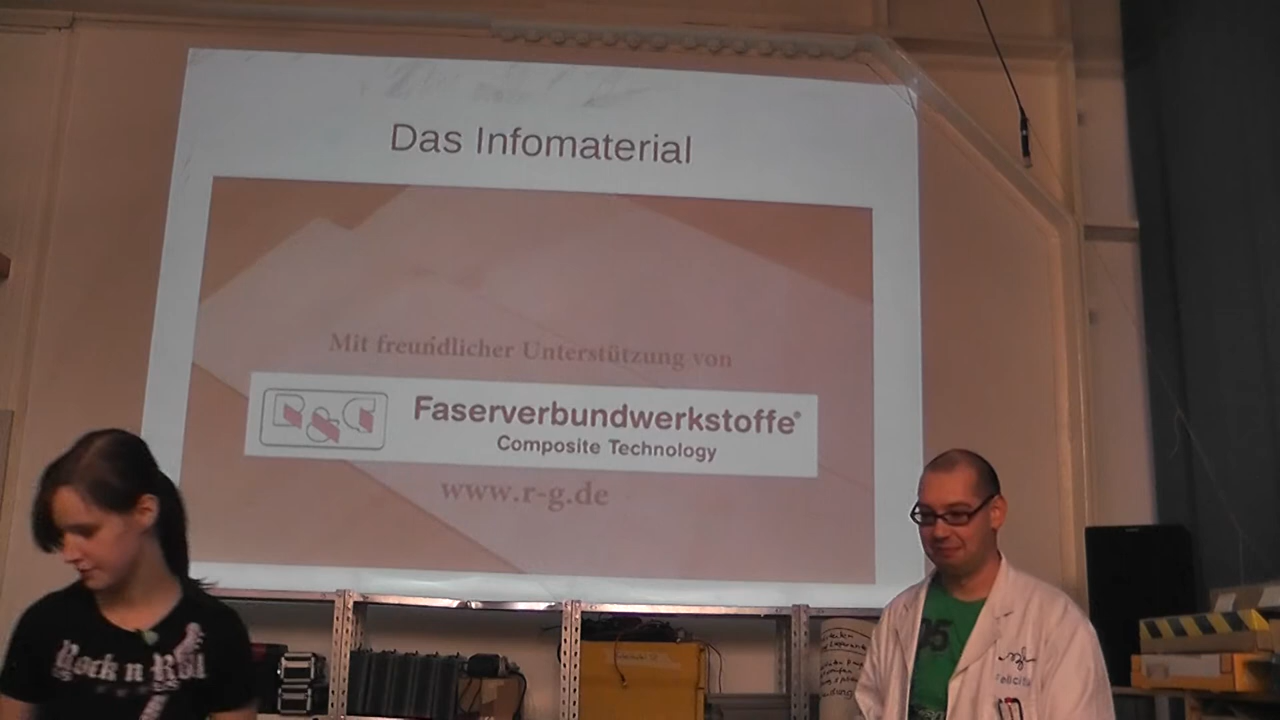 Das Infomaterial
Mit freundlicher Unterstützung von
R&G
Faserverbundwerkstoffe®
Composite Technology
www.r-g.de
Rock n Roll